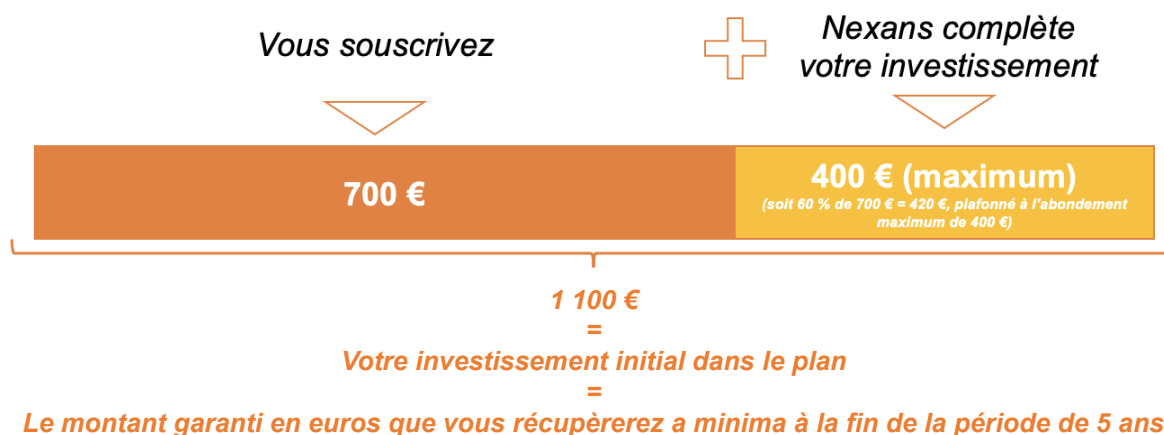 Vous souscrivez
Nexans complète
votre investissement
700 €
400 € (maximum)
(soit 60 % de 700 € = 420 €, plafonné à l'abondement
maximum de 400 €)
1 100 €
=
Votre investissement initial dans le plan
=
Le montant garanti en euros que vous récupèrerez a minima à la fin de la période de 5 ans